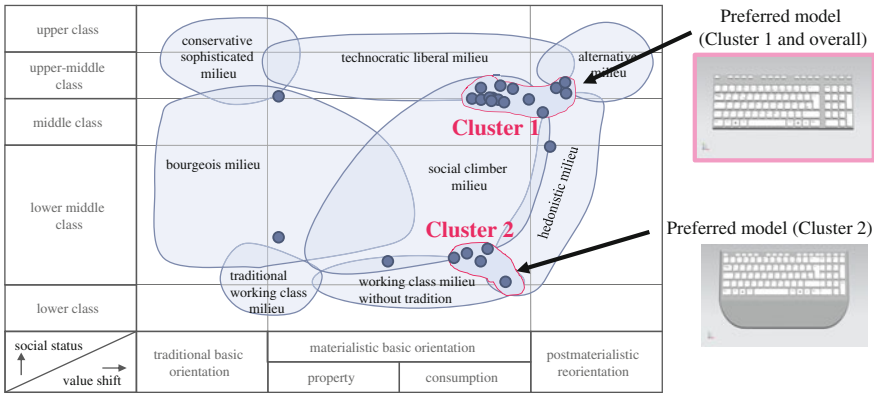 upper class
upper-middle
class
middle class
lower middle
class
lower class
social status
value shift
conservative
sophisticated
milieu
technocratic liberal milieu
alternative
milieu
Cluster 1
bourgeois milieu
social climber
milieu
hedonistic milieu
Cluster 2
traditional
working class
milieu
working class milieu
without tradition
traditional basic
orientation
materialistic basic orientation
property
consumption
postmaterialistic
reorientation
Preferred model
(Cluster 1 and overall)
Preferred model (Cluster 2)